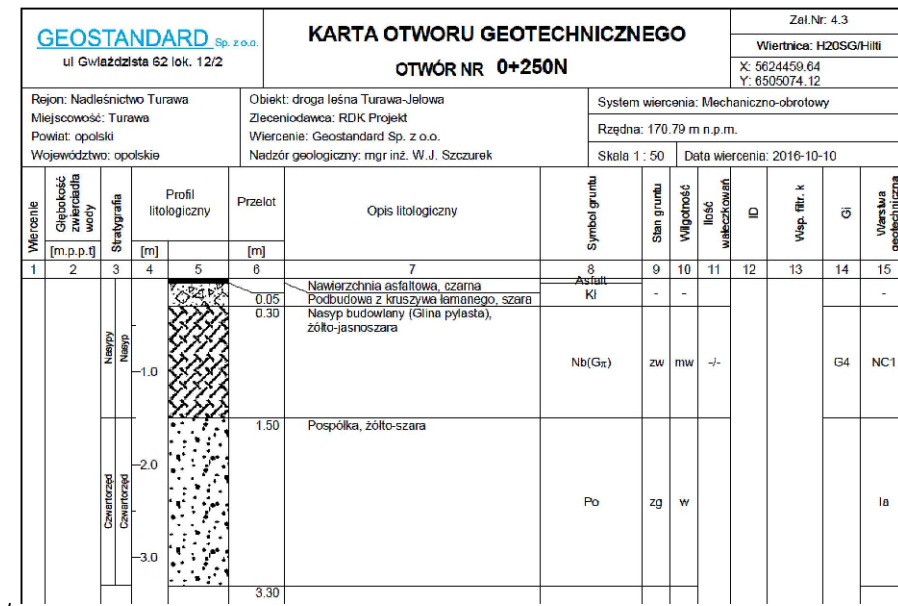 GEOSTANDARD Sp. z o.o.
ul Gwiaździsta 62 lok. 12/2
KARTA OTWORU GEOTECHNICZNEGO
OTWÓR NR 0+250N
Zał.Nr: 4.3
Wiertnica: H20SG/Hilti
X: 5624459.64
Y: 6505074.12
Rejon: Nadleśnictwo Turawa
Miejscowość: Turawa
Powiat: opolski
Województwo: opolskie
Obiekt: droga leśna Turawa-Jełowa
Zleceniodawca: RDK Projekt
Wiercenie: Geostandard Sp. z o.o.
Nadzór geologiczny: mgr inż. W.J. Szczurek
System wiercenia: Mechaniczno-obrotowy
Rzędna: 170.79 m n.p.m.
Skala 1 : 50 Data wiercenia: 2016-10-10
Wiercenie
Głębokość zwierciadła wody
[m.p.p.t]
Stratygrafia
Profil litologiczny
[m]
Przelot
[m]
Opis litologiczny
Symbol gruntu
Stan gruntu
Wilgotność
Ilość wałeczkowań
ID
Wsp. filtr. k
Gi
Warstwa geotechniczna
1 2 3 4 5 6 7 8 9 10 11 12 13 14 15
Nawierzchnia asfaltowa, czarna
Asfalt
0.05 Podbudowa z kruszywa łamanego, szara Kł - - -
0.30 Nasyp budowlany (Glina pylasta),
żółto-jasnoszara
Nasypy
Nasyp
1.0
Nb(Gπ) zw mw -/- G4 NC1
1.50 Pospółka, żółto-szara
Czwartorzęd
Czwartorzęd
2.0
Po zg w Ia
3.0
3.30